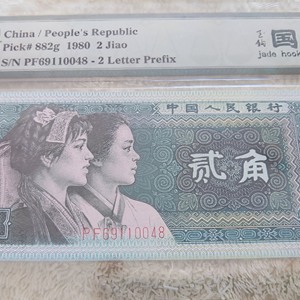 China / People's Republic
Pick# 882g 1980 2 Jiao
S/N PF69110048 - 2 Letter Prefix
国
jade hook
中国人民银行
贰角
PF69110048